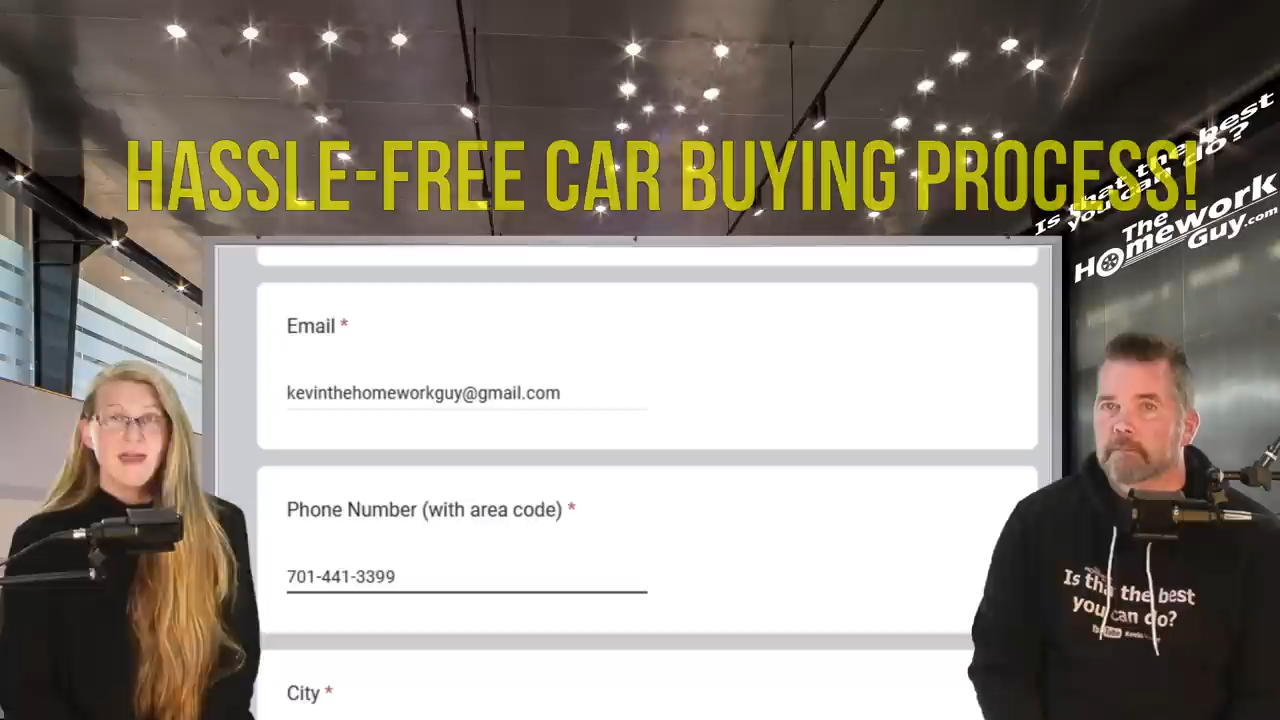 HASSLE-FREE CAR BUYING PROCESS!
Is that the best
you can do?
The
Homework
Guy.com
Email *
kevinthehomeworkguy@gmail.com
Phone Number (with area code) *
701-441-3399
City *
Is that the best
you can do?